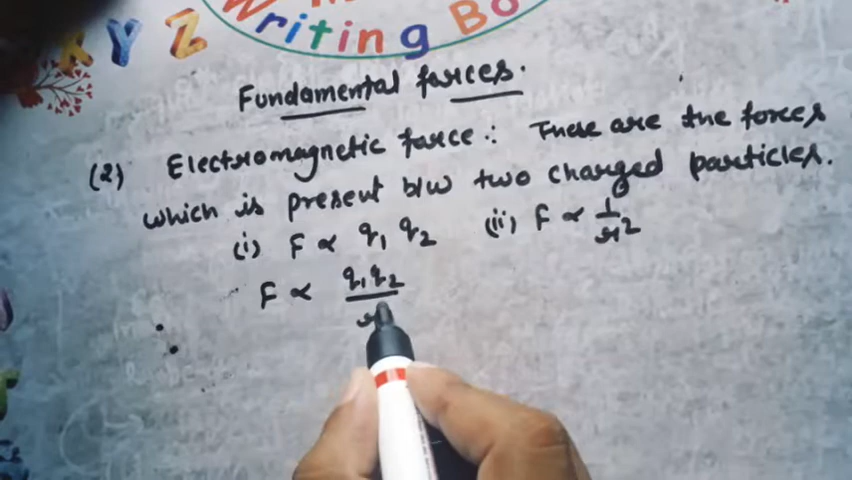 X Y Z
Writing Bo
Fundamental forces.
(2) Electromagnetic force :- These are the forces
which is present b/w two charged particles.
(i) F ∝ q₁ q₂ (ii) F ∝ 1/r²
F ∝ q₁q₂/r